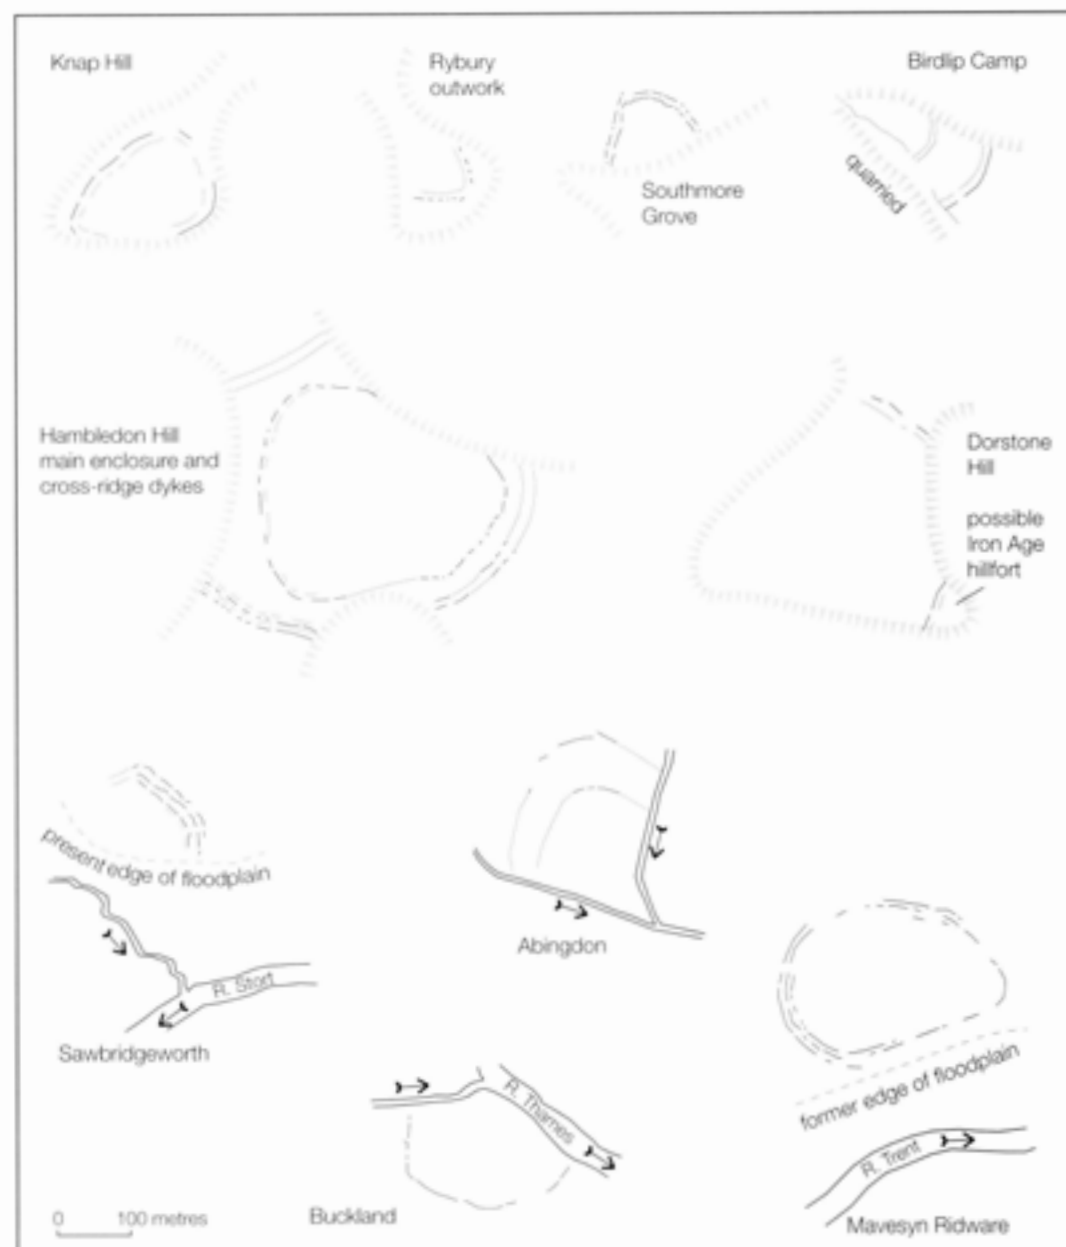 Knap Hill
Rybury
outwork
Birdlip Camp
Southmore
Grove
quarried
Hambledon Hill
main enclosure and
cross-ridge dykes
Dorstone
Hill
possible
Iron Age
hillfort
present edge of floodplain
Abingdon
R. Stort
Sawbridgeworth
former edge of floodplain
R. Thames
R. Trent
Buckland
Mavesyn Ridware
0 100 metres